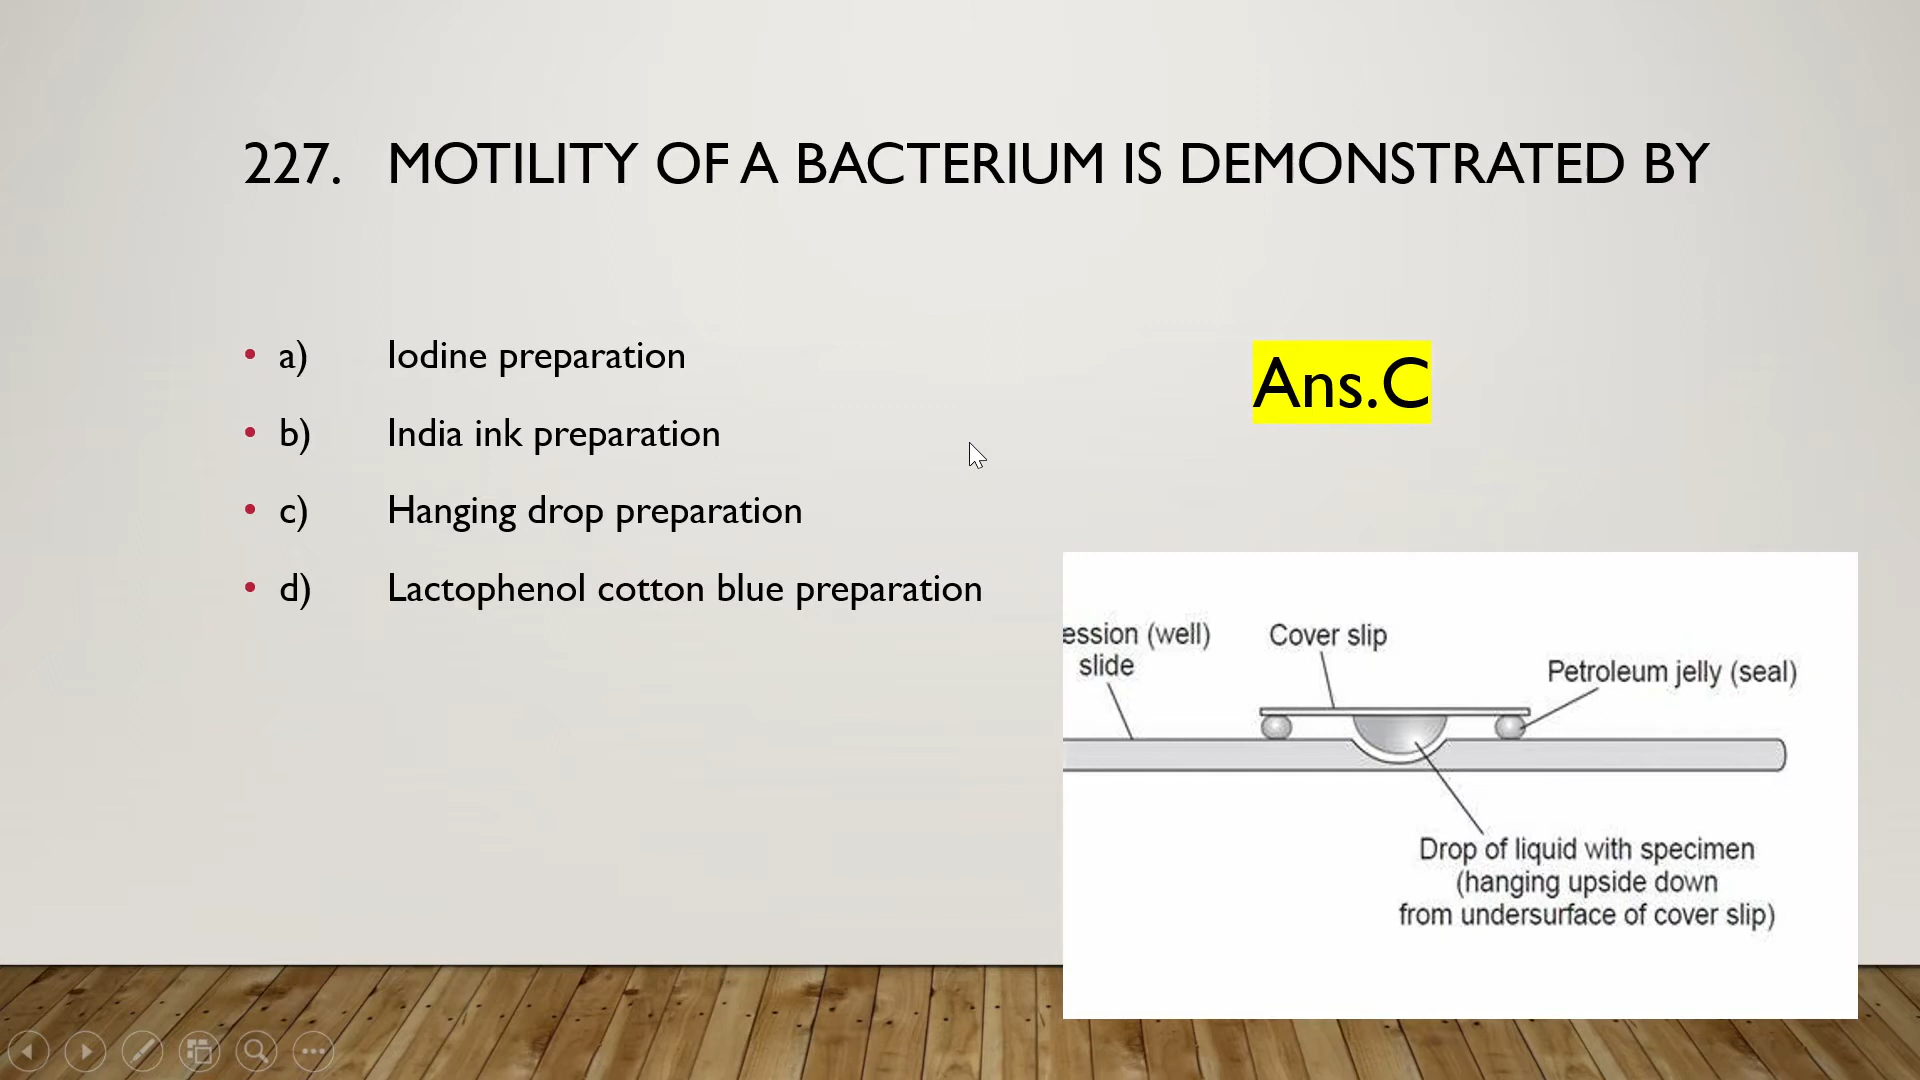 227. MOTILITY OF A BACTERIUM IS DEMONSTRATED BY
• a) Iodine preparation
• b) India ink preparation
• c) Hanging drop preparation
• d) Lactophenol cotton blue preparation
Ans.C
ession (well)
slide
Cover slip
Petroleum jelly (seal)
Drop of liquid with specimen
(hanging upside down
from undersurface of cover slip)